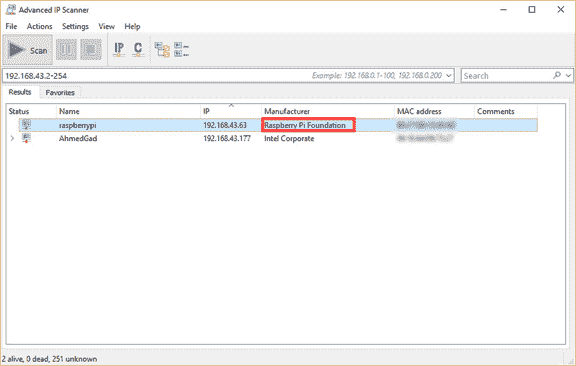 Advanced IP Scanner
File Actions Settings View Help
Scan IP C
192.168.43.2-254 Example: 192.168.0.1-100, 192.168.0.200 Search
Results Favorites
Status Name IP Manufacturer MAC address Comments
raspberrypi 192.168.43.63 Raspberry Pi Foundation
AhmedGad 192.168.43.177 Intel Corporate
2 alive, 0 dead, 251 unknown